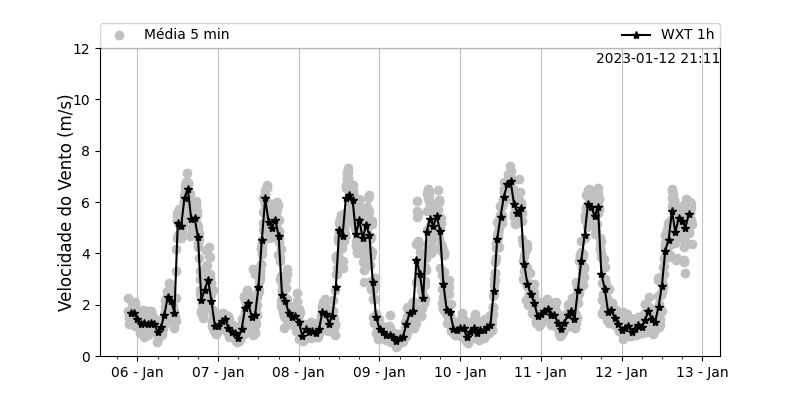 Média 5 min
WXT 1h
2023-01-12 21:11
Velocidade do Vento (m/s)
12
10
8
6
4
2
0
06 - Jan
07 - Jan
08 - Jan
09 - Jan
10 - Jan
11 - Jan
12 - Jan
13 - Jan